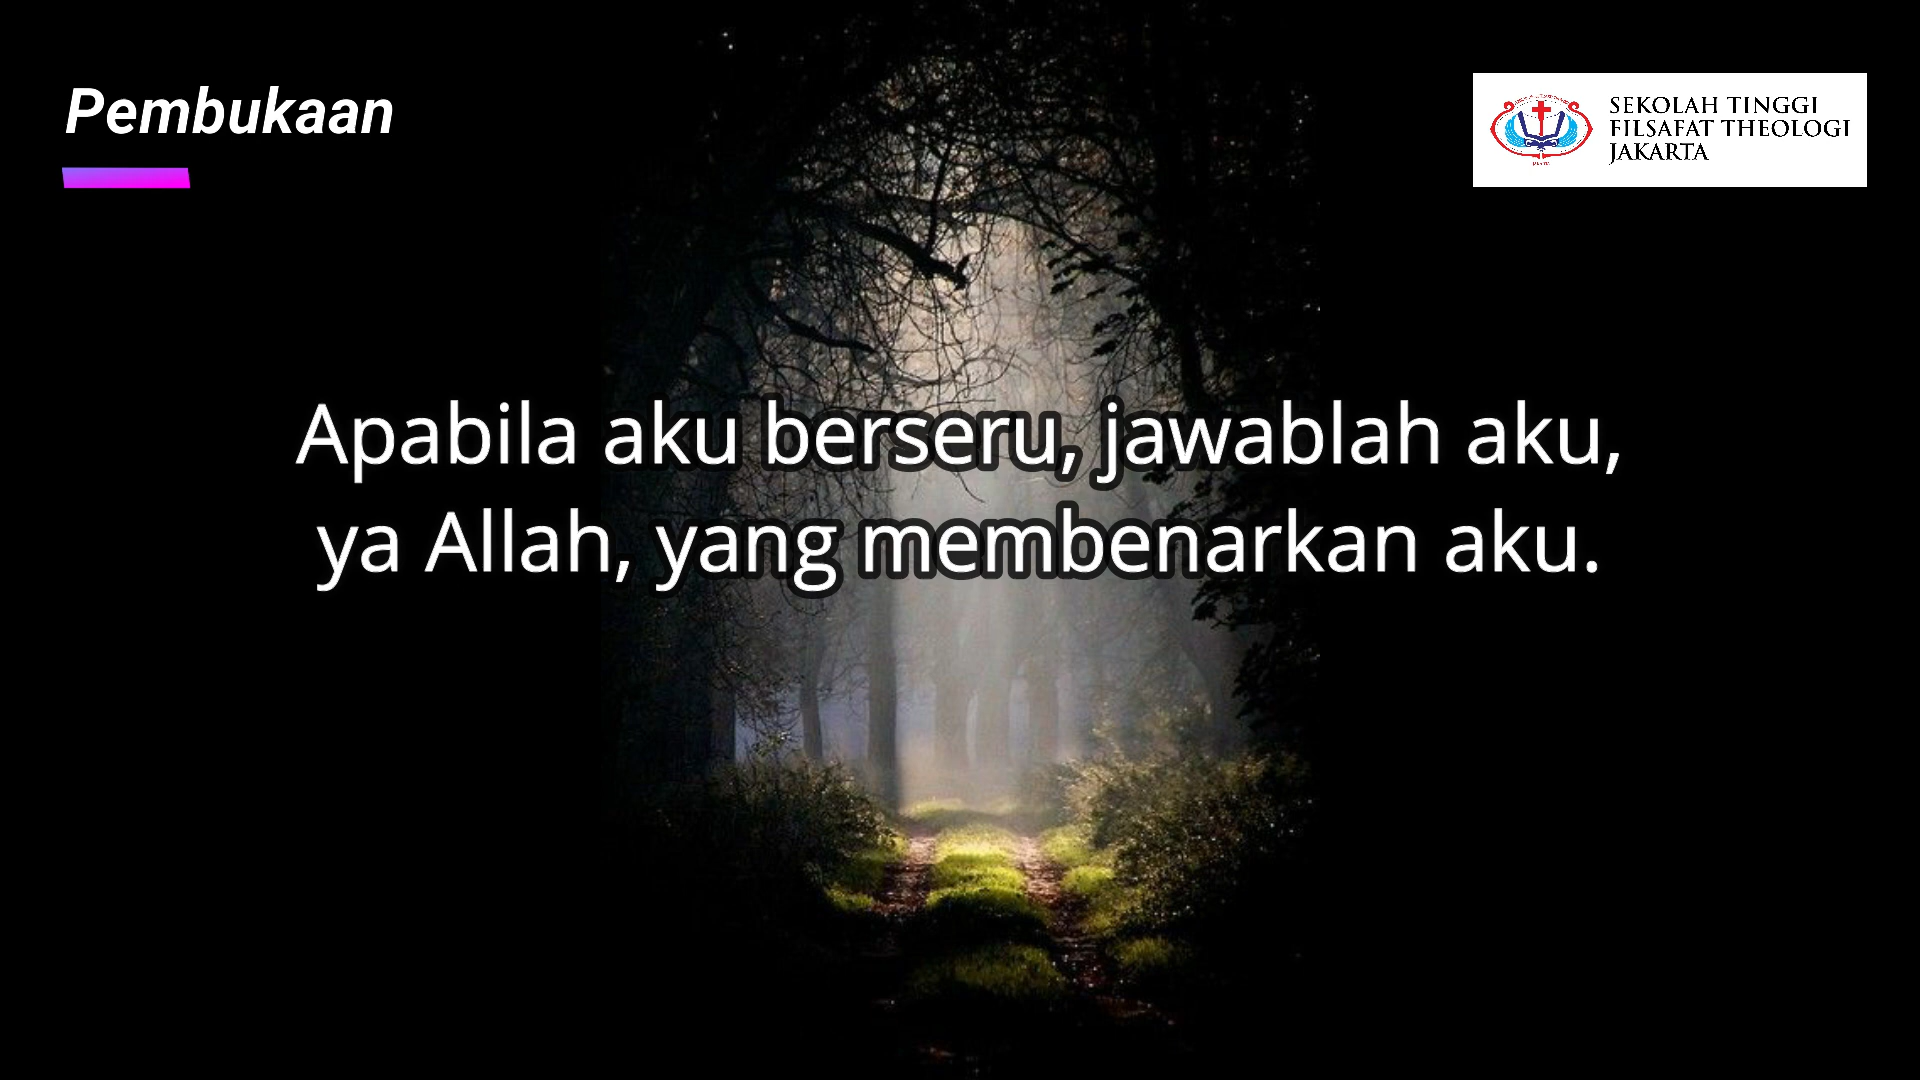 Pembukaan
SEKOLAH TINGGI
FILSAFAT THEOLOGI
JAKARTA
Apabila aku berseru, jawablah aku,
ya Allah, yang membenarkan aku.